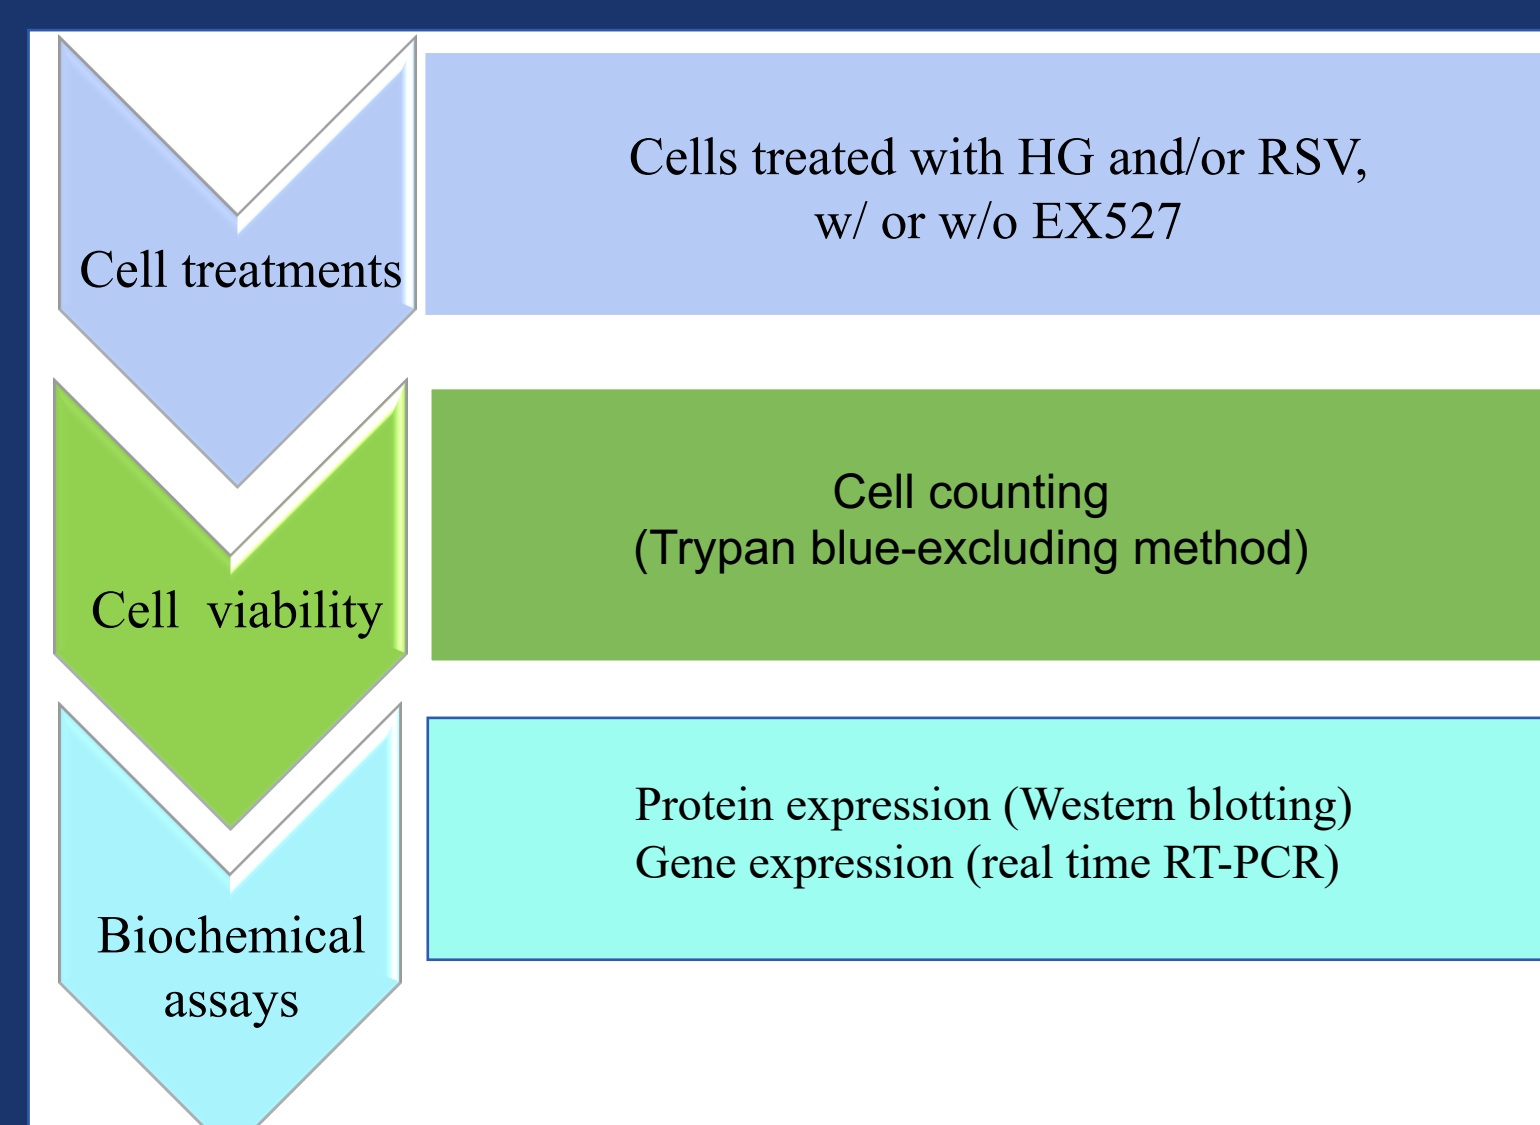 Cell treatments
Cells treated with HG and/or RSV,
w/ or w/o EX527
Cell viability
Cell counting
(Trypan blue-excluding method)
Biochemical
assays
Protein expression (Western blotting)
Gene expression (real time RT-PCR)